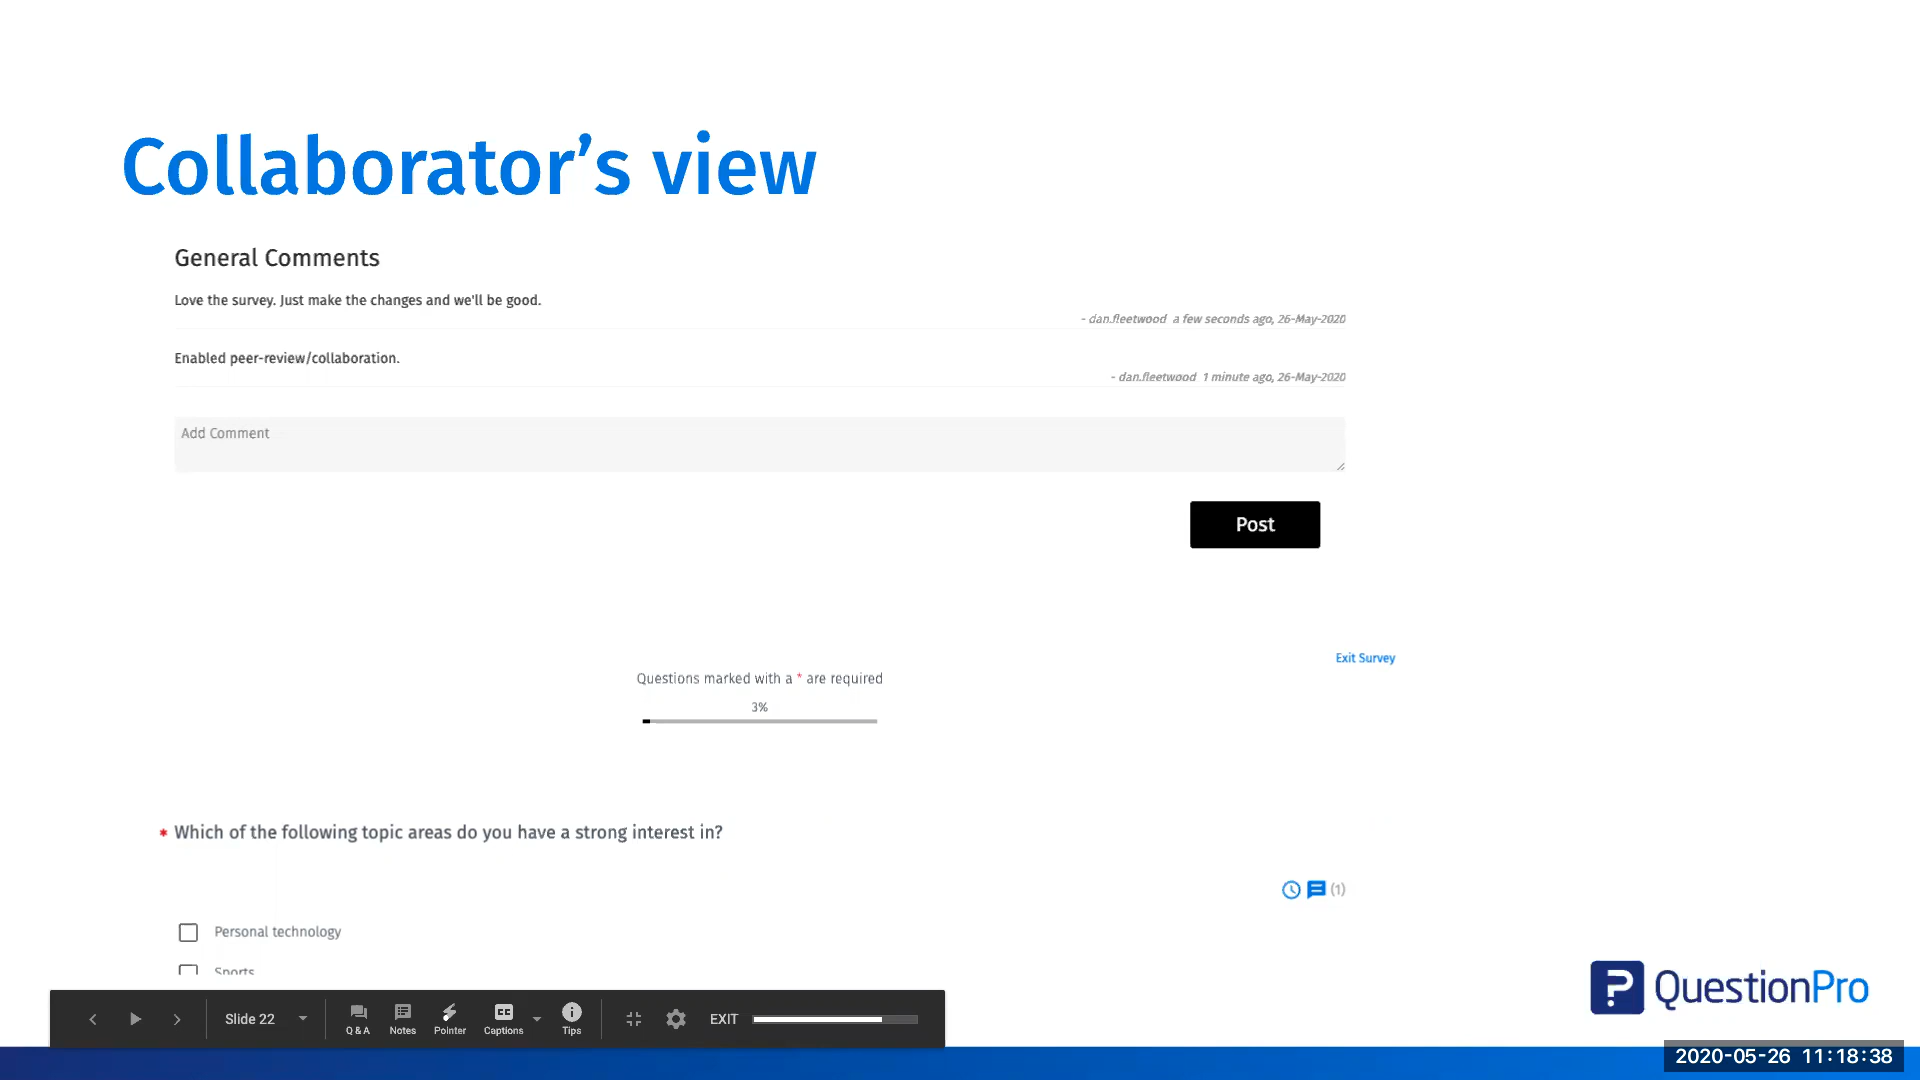 Collaborator’s view
General Comments
Love the survey. Just make the changes and we'll be good.
- dan.fleetwood a few seconds ago, 26-May-2020
Enabled peer-review/collaboration.
- dan.fleetwood 1 minute ago, 26-May-2020
Add Comment
Post
Exit Survey
Questions marked with a * are required
3%
* Which of the following topic areas do you have a strong interest in?
(1)
Personal technology
Sports
QuestionPro
Slide 22
Q & A
Notes
Pointer
Captions
Tips
EXIT
2020-05-26 11:18:38